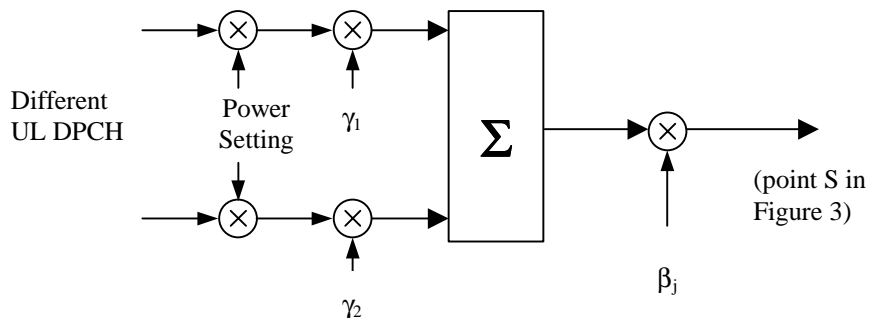 Different
UL DPCH
Power
Setting
γ1
Σ
(point S in
Figure 3)
γ2
βj